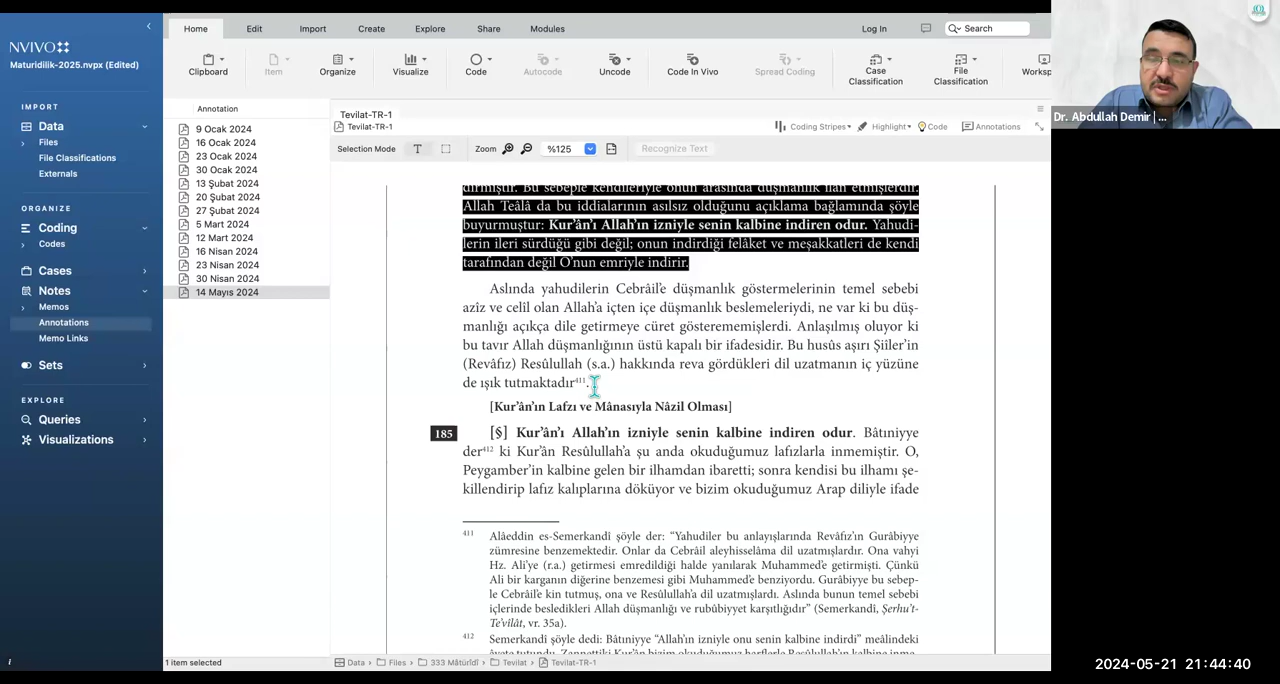 NVIVO
Maturidilik-2025.nvpx (Edited)
IMPORT
Data
Files
File Classifications
Externals
ORGANIZE
Coding
Codes
Cases
Notes
Memos
Annotations
Memo Links
Sets
EXPLORE
Queries
Visualizations
Home Edit Import Create Explore Share Modules Log In Search
Clipboard Item Organize Visualize Code Autocode Uncode Code In Vivo Spread Coding Case Classification File Classification Worksp
Annotation
9 Ocak 2024
16 Ocak 2024
23 Ocak 2024
30 Ocak 2024
13 Şubat 2024
20 Şubat 2024
27 Şubat 2024
5 Mart 2024
12 Mart 2024
16 Nisan 2024
23 Nisan 2024
30 Nisan 2024
14 Mayıs 2024
1 item selected
Tevilat-TR-1
Tevilat-TR-1
Coding Stripes Highlight Code Annotations
Selection Mode T Zoom %125 Recognize Text
dirmiştir. Bu sebeple kendileriyle onun arasında düşmanlık ilan etmişlerdir.
Allah Teâlâ da bu iddialarının asılsız olduğunu açıklama bağlamında şöyle
buyurmuştur: Kur'ân'ı Allah'ın izniyle senin kalbine indiren odur. Yahudi-
lerin ileri sürdüğü gibi değil; onun indirdiği felâket ve meşakkatleri de kendi
tarafından değil O'nun emriyle indirir.
Aslında yahudilerin Cebrâil'e düşmanlık göstermelerinin temel sebebi
azîz ve celîl olan Allah'a içten içe düşmanlık beslemeleriydi, ne var ki bu düş-
manlığı açıkça dile getirmeye cüret gösterememişlerdi. Anlaşılmış oluyor ki
bu tavır Allah düşmanlığının üstü kapalı bir ifadesidir. Bu husûs aşırı Şiîler'in
(Revâfız) Resûlullah (s.a.) hakkında reva gördükleri dil uzatmanın iç yüzüne
de ışık tutmaktadır411.
[Kur'ân'ın Lafzı ve Mânasıyla Nâzil Olması]
185 [§] Kur'ân'ı Allah'ın izniyle senin kalbine indiren odur. Bâtıniyye
der412 ki Kur'ân Resûlullah'a şu anda okuduğumuz lafızlarla inmemiştir. O,
Peygamber'in kalbine gelen bir ilhamdan ibaretti; sonra kendisi bu ilhamı şe-
killendirip lafız kalıplarına döküyor ve bizim okuduğumuz Arap diliyle ifade
411 Alâeddin es-Semerkandî şöyle der: "Yahudiler bu anlayışlarında Revâfız'ın Gurâbiyye
zümresine benzemektedir. Onlar da Cebrâil aleyhisselâma dil uzatmışlardır. Ona vahyi
Hz. Ali'ye (r.a.) getirmesi emredildiği halde yanılarak Muhammed'e getirmişti. Çünkü
Ali bir karganın diğerine benzemesi gibi Muhammed'e benziyordu. Gurâbiyye bu sebep-
le Cebrâil'e kin tutmuş, ona ve Resûlullah'a dil uzatmışlardı. Aslında bunun temel sebebi
içlerinde besledikleri Allah düşmanlığı ve rubûbiyyet karşıtlığıdır" (Semerkandî, Şerhu't-
Te'vîlât, vr. 35a).
412 Semerkandî şöyle dedi: Bâtıniyye "Allah'ın izniyle onu senin kalbine indirdi" meâlindeki
Data Files 333 Mâtürîdî Tevilat Tevilat-TR-1
Dr. Abdullah Demir | ...
2024-05-21 21:44:40